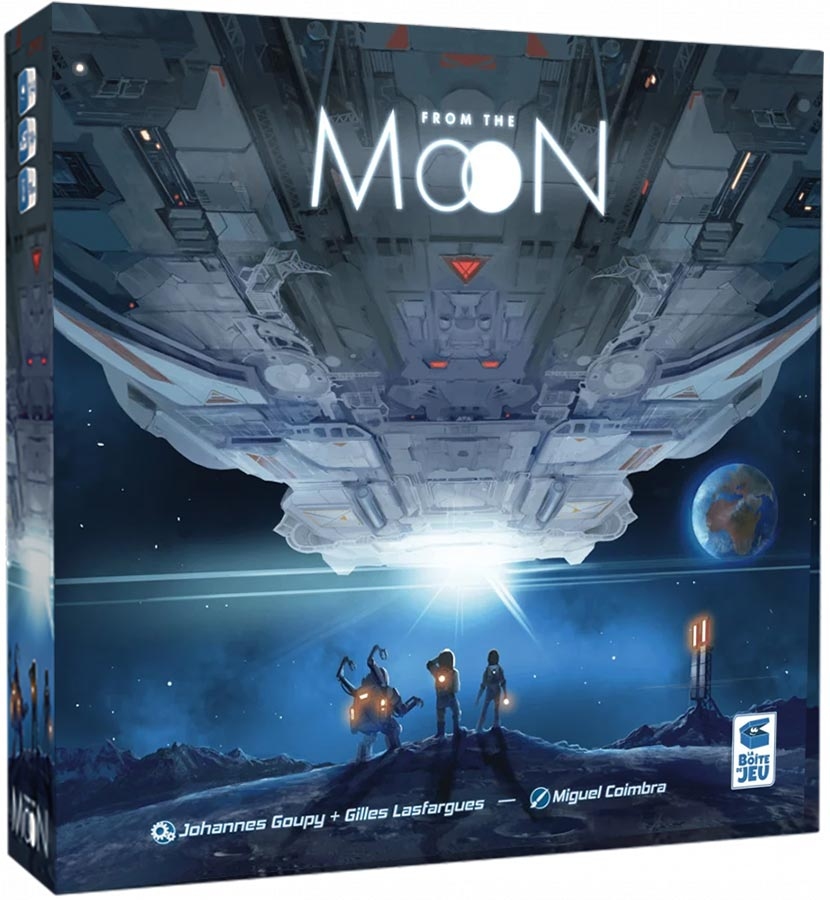 FROM THE
MOON
Johannes Goupy + Gilles Lasfargues — Miguel Coimbra
LA
BOÎTE
DE JEU
MOON